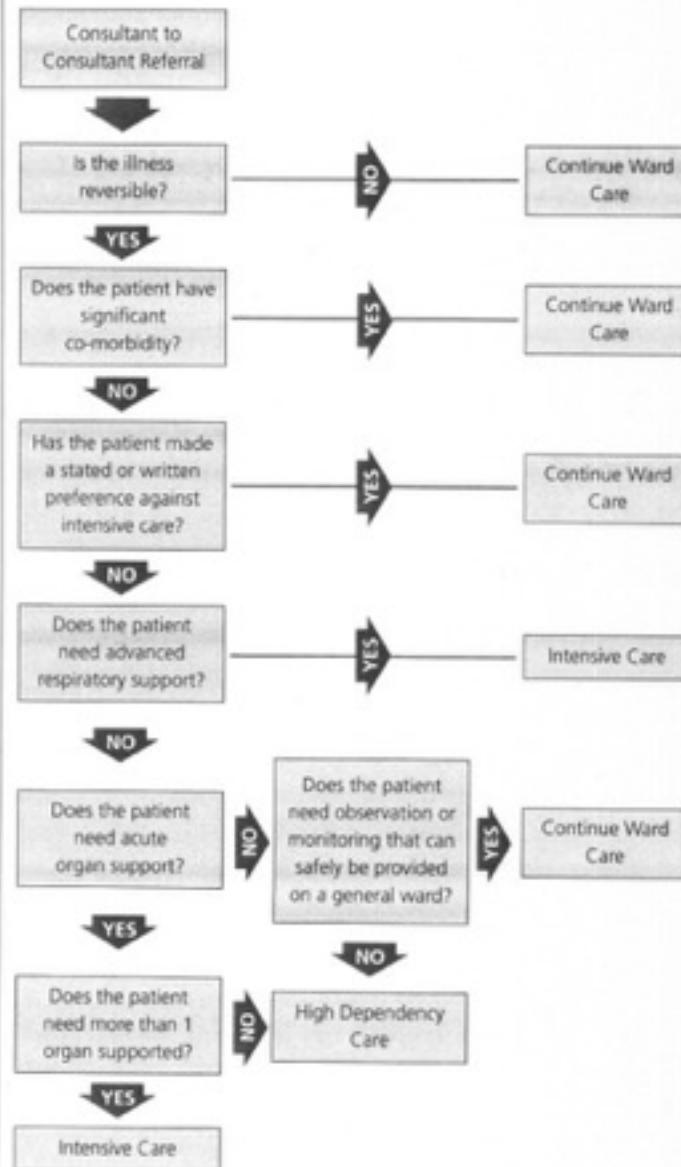 Consultant to
Consultant Referral
Is the illness
reversible?
NO
Continue Ward
Care
YES
Does the patient have
significant
co-morbidity?
YES
Continue Ward
Care
NO
Has the patient made
a stated or written
preference against
intensive care?
YES
Continue Ward
Care
NO
Does the patient
need advanced
respiratory support?
YES
Intensive Care
NO
Does the patient
need acute
organ support?
NO
Does the patient
need observation or
monitoring that can
safely be provided
on a general ward?
YES
Continue Ward
Care
YES
NO
Does the patient
need more than 1
organ supported?
NO
High Dependency
Care
YES
Intensive Care